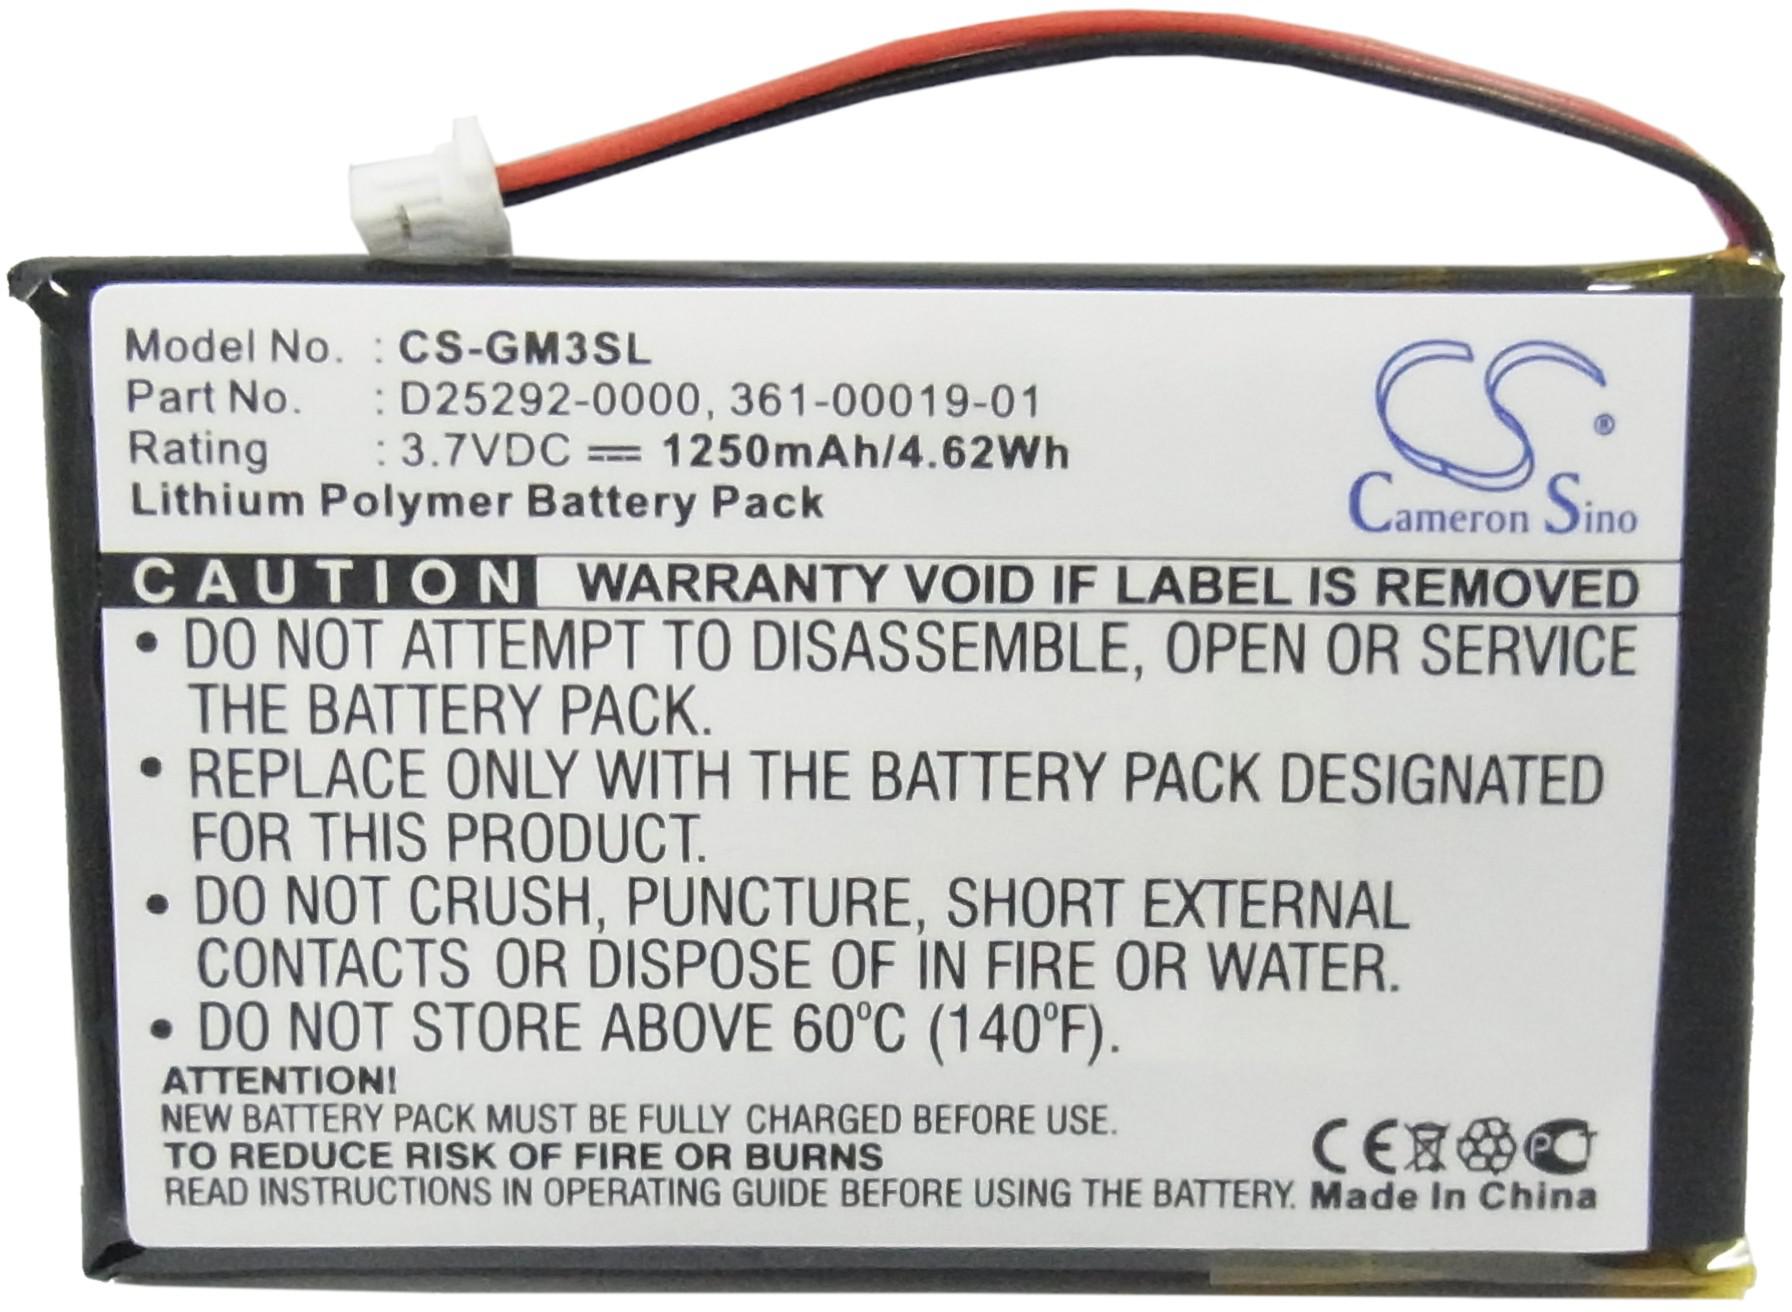 Model No. : CS-GM3SL
Part No. : D25292-0000, 361-00019-01
Rating : 3.7VDC ⎓ 1250mAh/4.62Wh
Lithium Polymer Battery Pack
CS ®
Cameron Sino
CAUTION WARRANTY VOID IF LABEL IS REMOVED
• DO NOT ATTEMPT TO DISASSEMBLE, OPEN OR SERVICE
THE BATTERY PACK.
• REPLACE ONLY WITH THE BATTERY PACK DESIGNATED
FOR THIS PRODUCT.
• DO NOT CRUSH, PUNCTURE, SHORT EXTERNAL
CONTACTS OR DISPOSE OF IN FIRE OR WATER.
• DO NOT STORE ABOVE 60°C (140°F).
ATTENTION!
NEW BATTERY PACK MUST BE FULLY CHARGED BEFORE USE.
TO REDUCE RISK OF FIRE OR BURNS
READ INSTRUCTIONS IN OPERATING GUIDE BEFORE USING THE BATTERY.
CE PC
Made In China